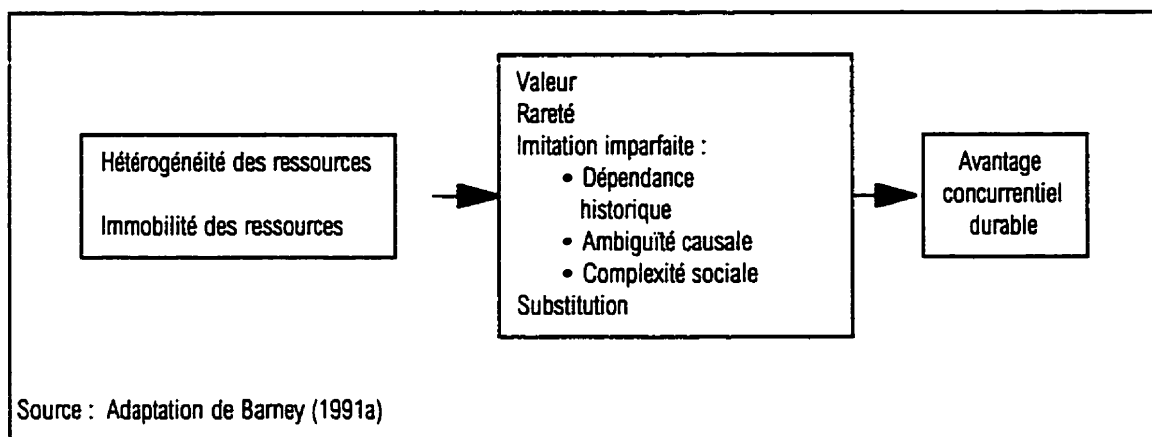 Hétérogénéité des ressources
Immobilité des ressources
Valeur
Rareté
Imitation imparfaite :
• Dépendance
historique
• Ambiguïté causale
• Complexité sociale
Substitution
Avantage
concurrentiel
durable
Source : Adaptation de Barney (1991a)